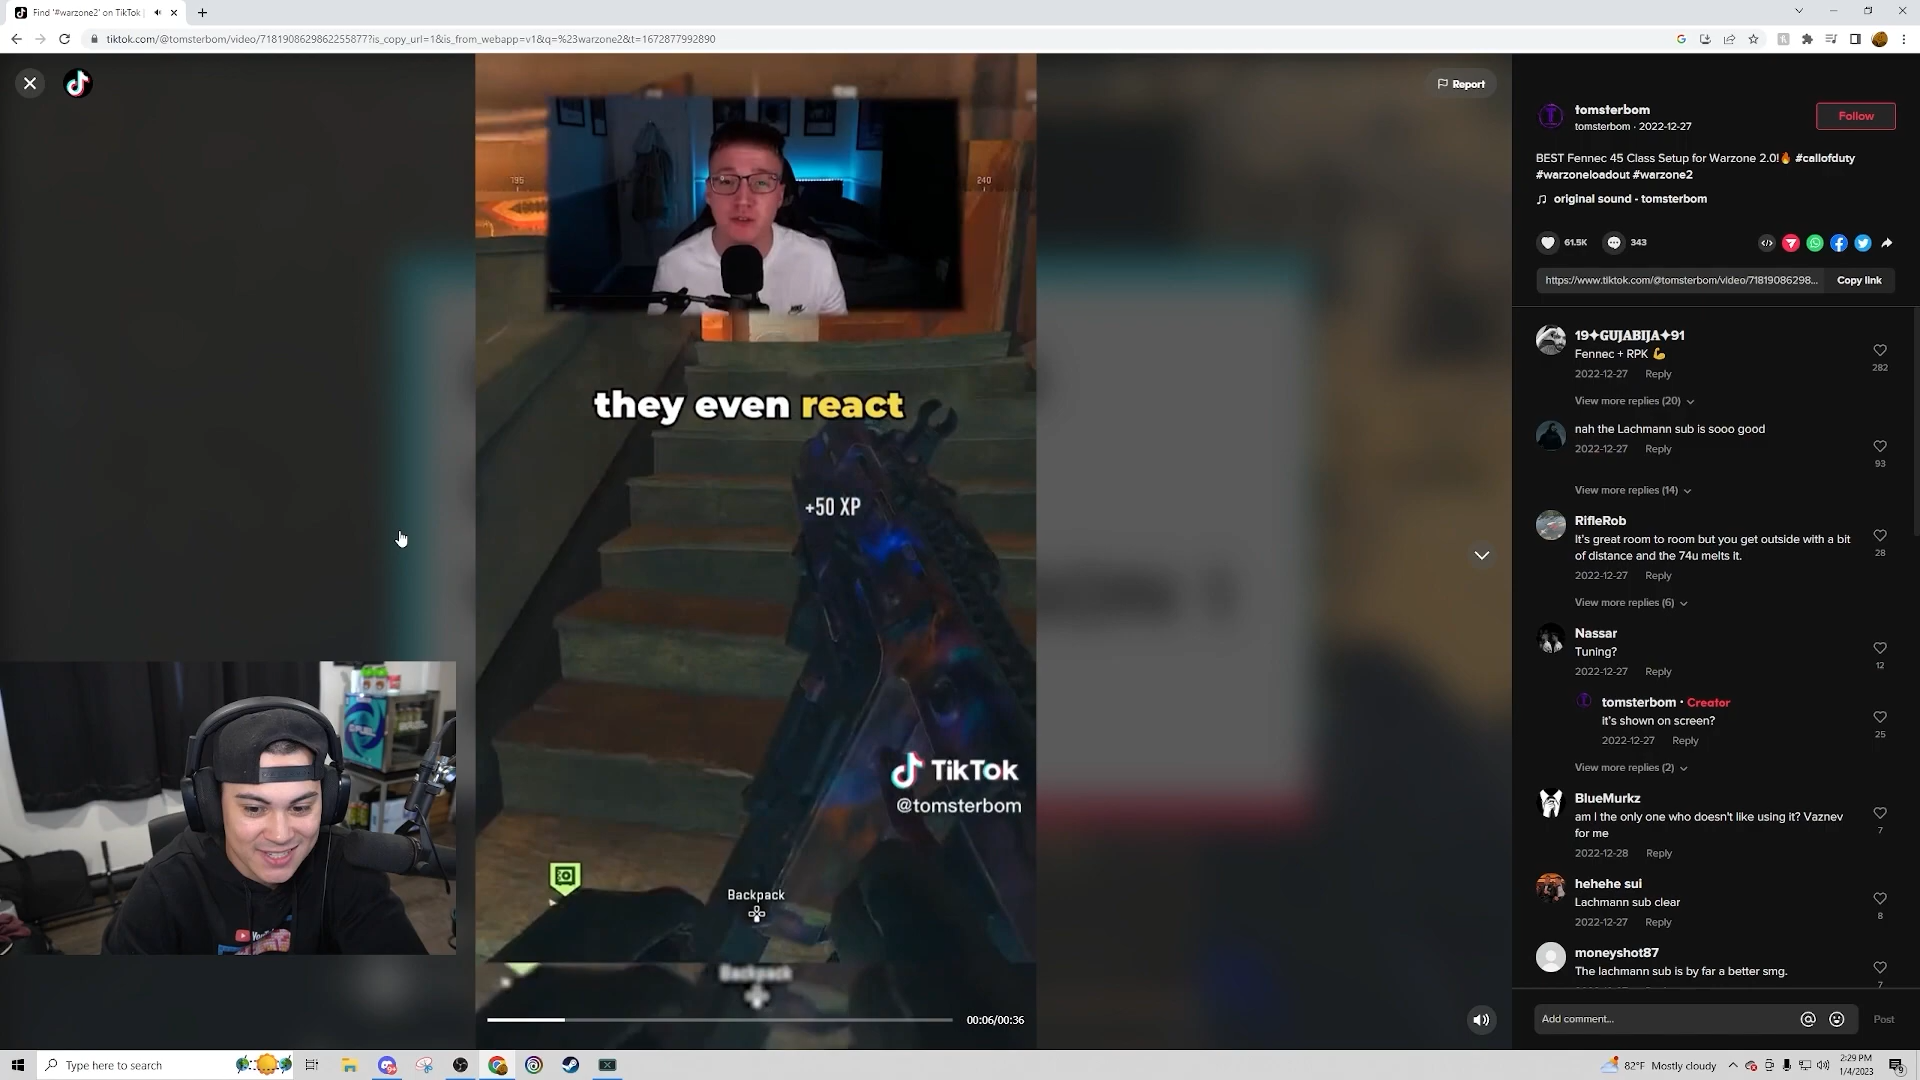 Find '#warzone2' on TikTok |
tiktok.com/@tomsterbom/video/7181908629862255877?is_copy_url=1&is_from_webapp=v1&q=%23warzone2&t=1672877992890
Report
795
240
they even react
+50 XP
TikTok
@tomsterbom
Backpack
Backpack
00:06/00:36
tomsterbom
tomsterbom · 2022-12-27
Follow
BEST Fennec 45 Class Setup for Warzone 2.0!🔥 #callofduty
#warzoneloadout #warzone2
original sound - tomsterbom
61.5K
343
https://www.tiktok.com/@tomsterbom/video/71819086298...
Copy link
19✦GUJABIJA✦91
Fennec + RPK 💪
282
2022-12-27 Reply
View more replies (20)
nah the Lachmann sub is sooo good
2022-12-27 Reply
93
View more replies (14)
RifleRob
It's great room to room but you get outside with a bit
of distance and the 74u melts it.
28
2022-12-27 Reply
View more replies (6)
Nassar
Tuning?
12
2022-12-27 Reply
tomsterbom · Creator
it's shown on screen?
25
2022-12-27 Reply
View more replies (2)
BlueMurkz
am I the only one who doesn't like using it? Vaznev
for me
7
2022-12-28 Reply
hehehe sui
Lachmann sub clear
8
2022-12-27 Reply
moneyshot87
The lachmann sub is by far a better smg.
7
Add comment...
Post
Type here to search
82°F Mostly cloudy
2:29 PM
1/4/2023